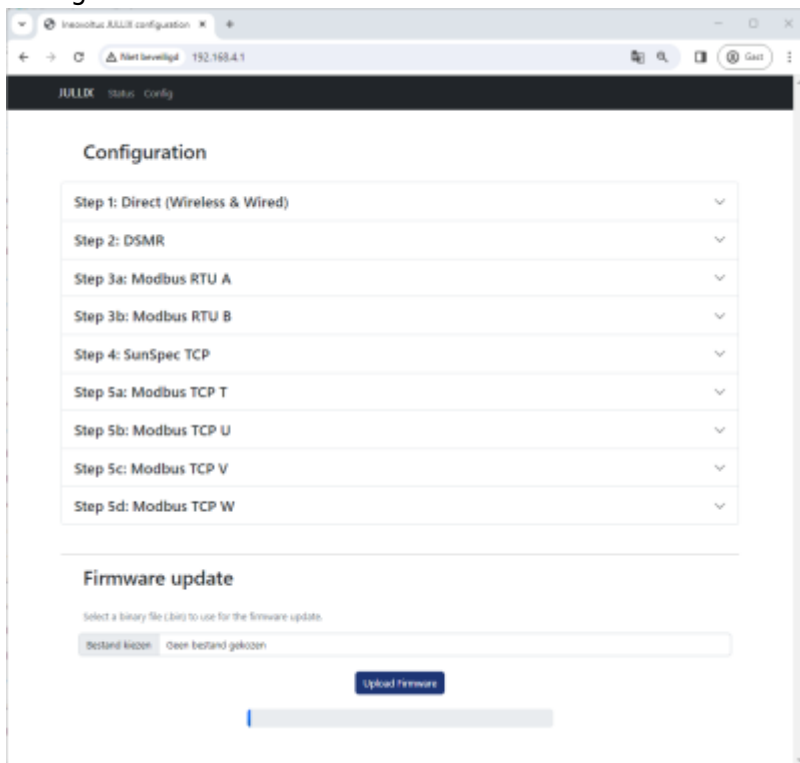 Ineovoltus JULLIX configuration
Niet beveiligd 192.168.4.1
Gast
JULLIX Status Config
Configuration
Step 1: Direct (Wireless & Wired)
Step 2: DSMR
Step 3a: Modbus RTU A
Step 3b: Modbus RTU B
Step 4: SunSpec TCP
Step 5a: Modbus TCP T
Step 5b: Modbus TCP U
Step 5c: Modbus TCP V
Step 5d: Modbus TCP W
Firmware update
Select a binary file (.bin) to use for the firmware update.
Bestand kiezen Geen bestand gekozen
Upload Firmware